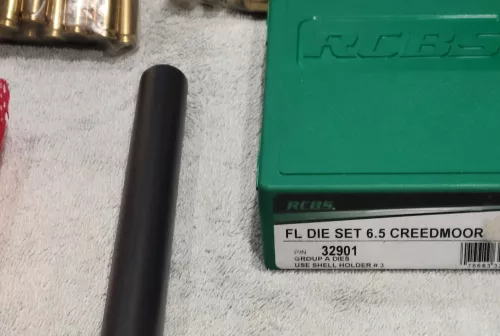 RCBS.
RCBS.
FL DIE SET 6.5 CREEDMOOR
P/N 32901
GROUP A DIES
USE SHELL HOLDER # 3